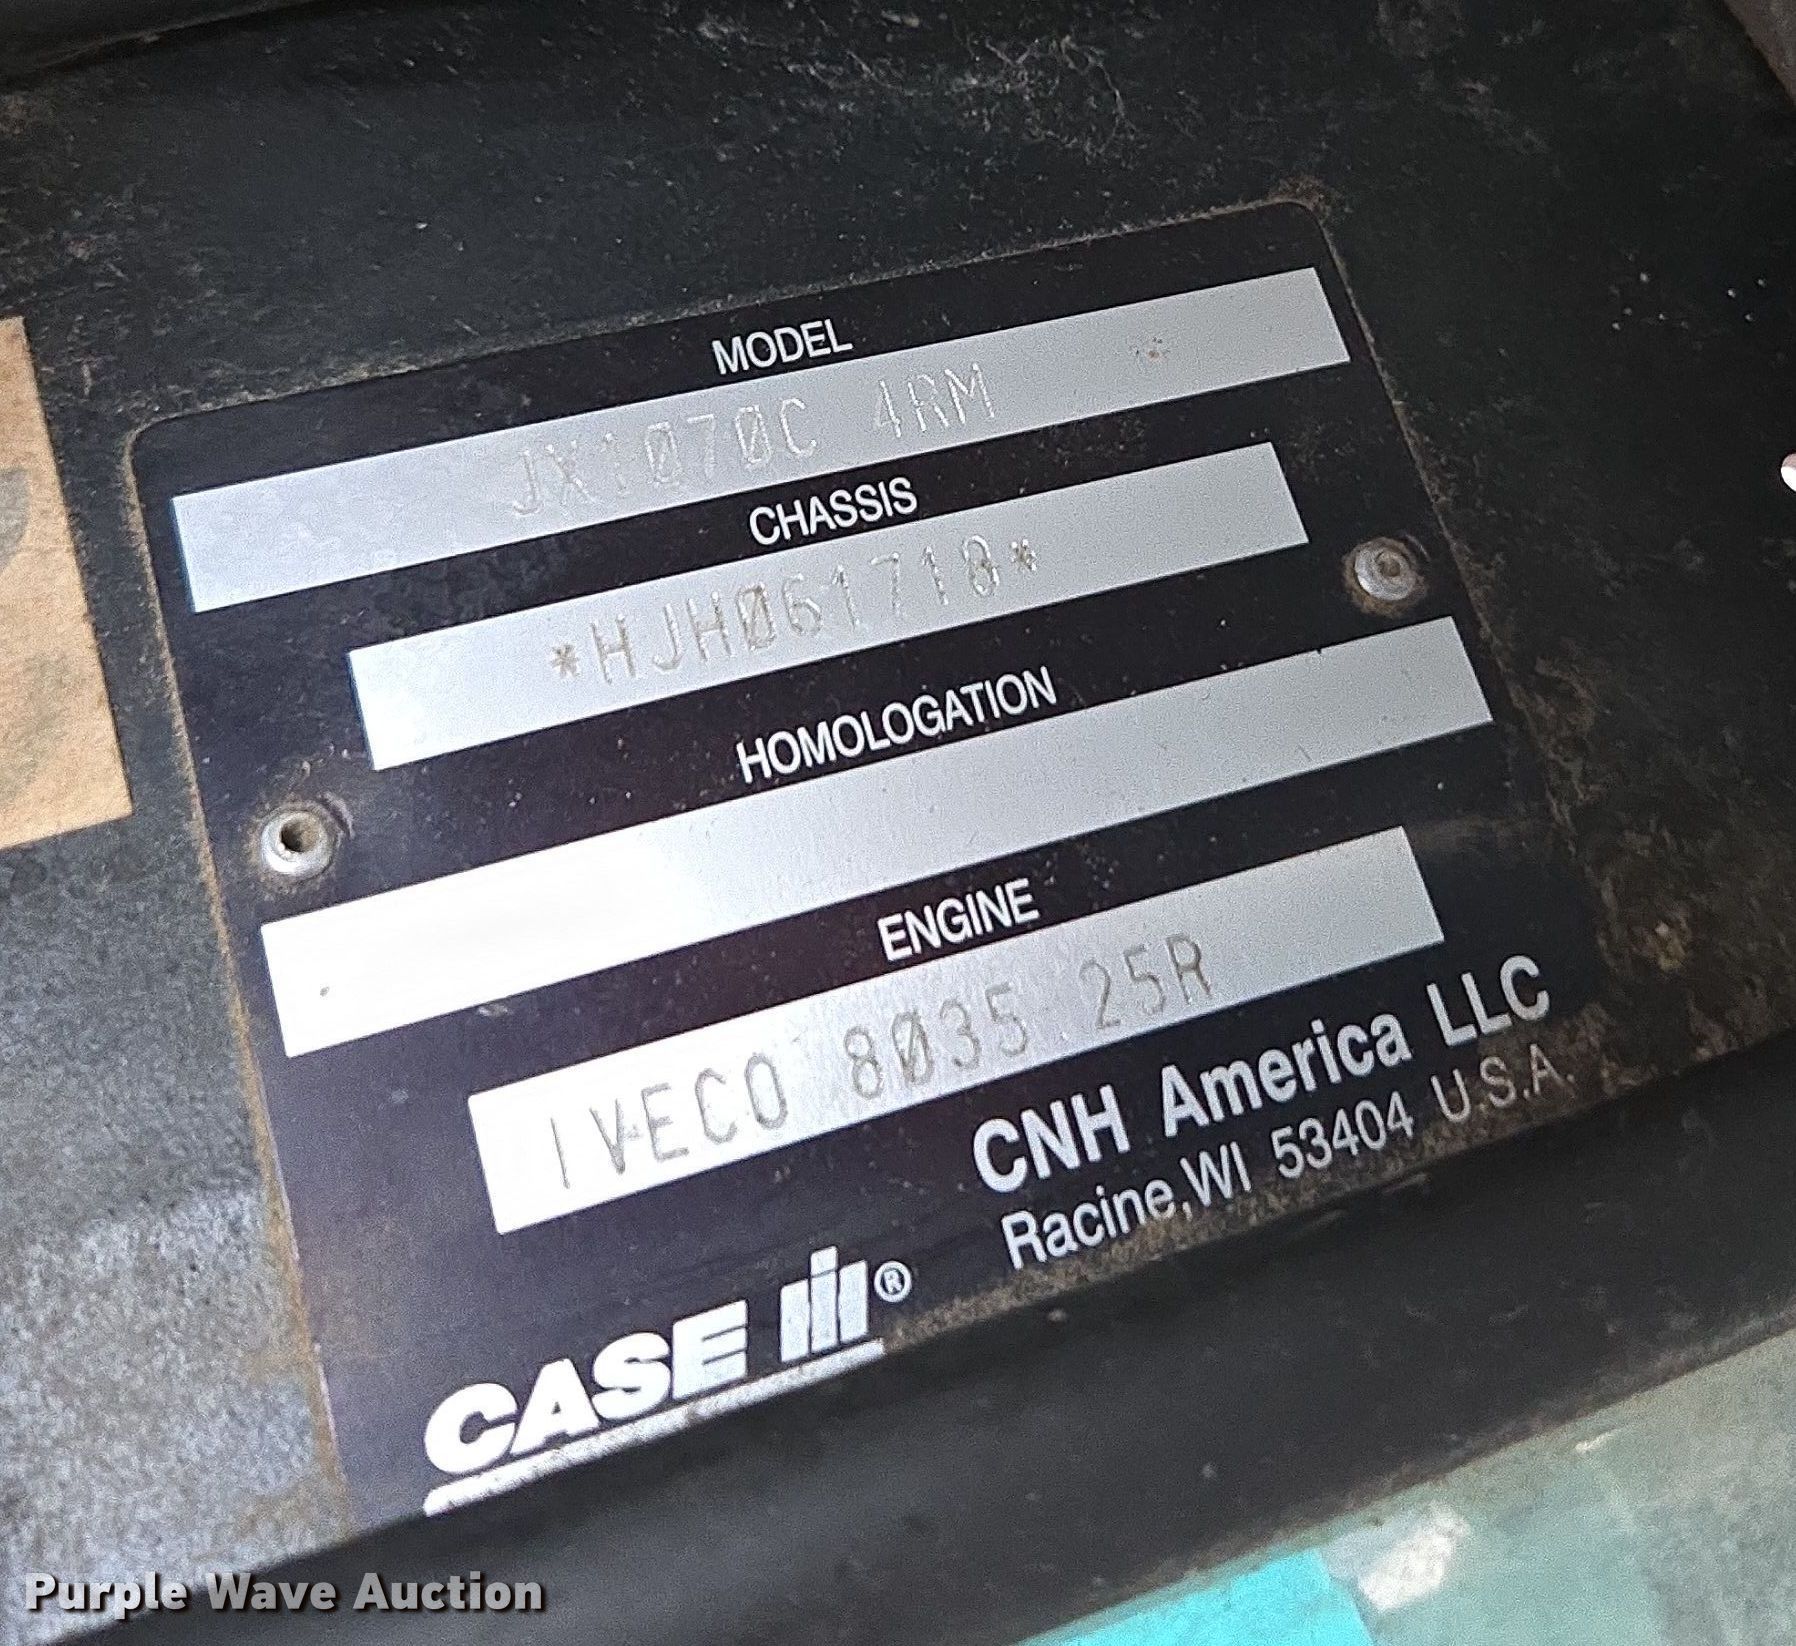 MODEL
JX1070C 4RM *
CHASSIS
*HJH061710*
HOMOLOGATION
ENGINE
IVECO 8035.25R
CNH America LLC
Racine, WI 53404 U.S.A.
CASE IH®
Purple Wave Auction